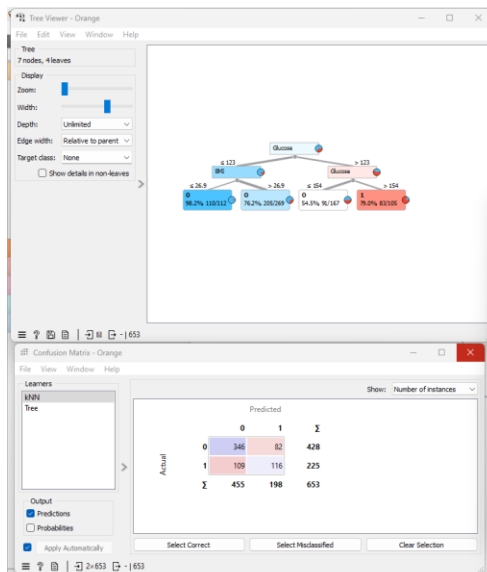 Tree Viewer - Orange
File Edit View Window Help
Tree
7 nodes, 4 leaves
Display
Zoom:
Width:
Depth: Unlimited
Edge width: Relative to parent
Target class: None
Show details in non-leaves
Glucose
≤ 123 > 123
BMI Glucose
≤ 26.9 > 26.9 ≤ 154 > 154
0 0 0 1
98.2%, 110/112 76.2%, 205/269 54.5%, 91/167 79.0%, 83/105
- | 653
Confusion Matrix - Orange
File View Window Help
Learners
kNN
Tree
Show: Number of instances
Predicted
0 1 Σ
Actual
0 346 82 428
1 109 116 225
Σ 455 198 653
Output
Predictions
Probabilities
Apply Automatically
Select Correct Select Misclassified Clear Selection
2×653 - | 653